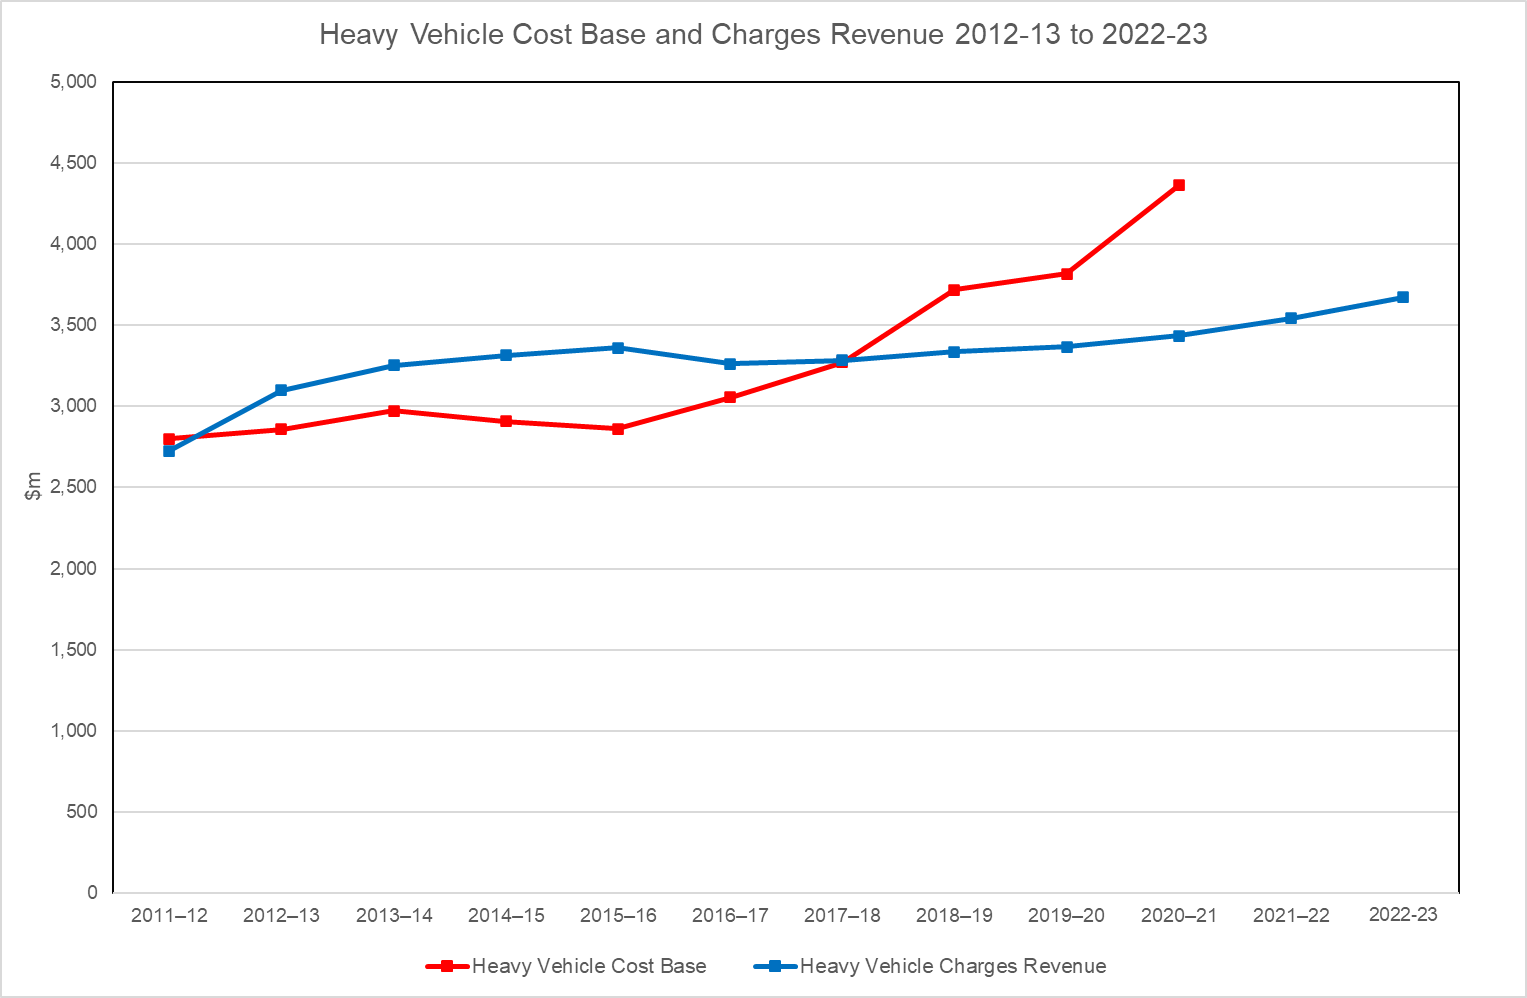 Heavy Vehicle Cost Base and Charges Revenue 2012-13 to 2022-23
5,000
4,500
4,000
3,500
3,000
$m
2,500
2,000
1,500
1,000
500
0
2011–12 2012–13 2013–14 2014–15 2015–16 2016–17 2017–18 2018–19 2019–20 2020–21 2021–22 2022-23
Heavy Vehicle Cost Base Heavy Vehicle Charges Revenue